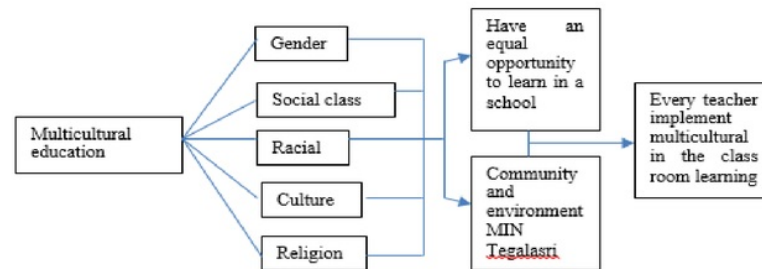 Multicultural
education
Gender
Social class
Racial
Culture
Religion
Have an
equal
opportunity
to learn in a
school
Community
and
environment
MIN
Tegalasri
Every teacher
implement
multicultural
in the class
room learning